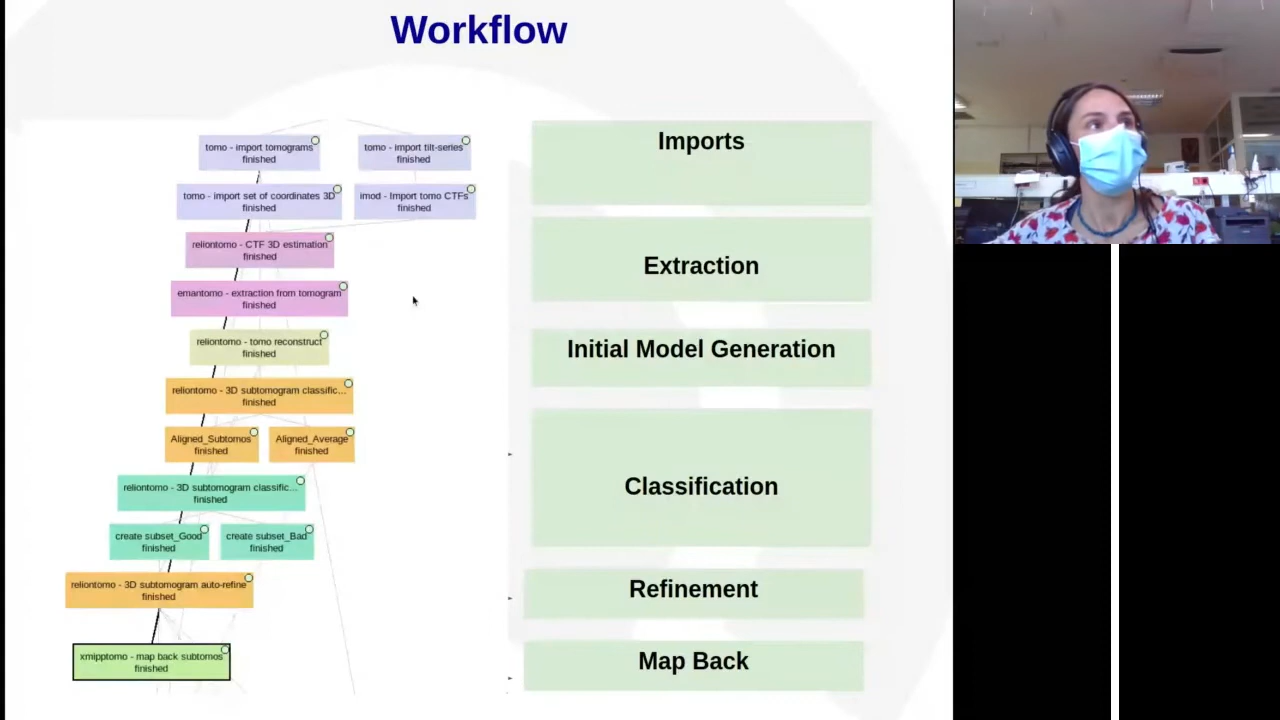 Workflow
tomo - import tomograms
finished
tomo - import tilt-series
finished
tomo - import set of coordinates 3D
finished
imod - Import tomo CTFs
finished
reliontomo - CTF 3D estimation
finished
emantomo - extraction from tomogram
finished
reliontomo - tomo reconstruct
finished
reliontomo - 3D subtomogram classific...
finished
Aligned_Subtomos
finished
Aligned_Average
finished
reliontomo - 3D subtomogram classific...
finished
create subset_Good
finished
create subset_Bad
finished
reliontomo - 3D subtomogram auto-refine
finished
xmipptomo - map back subtomos
finished
Imports
Extraction
Initial Model Generation
Classification
Refinement
Map Back